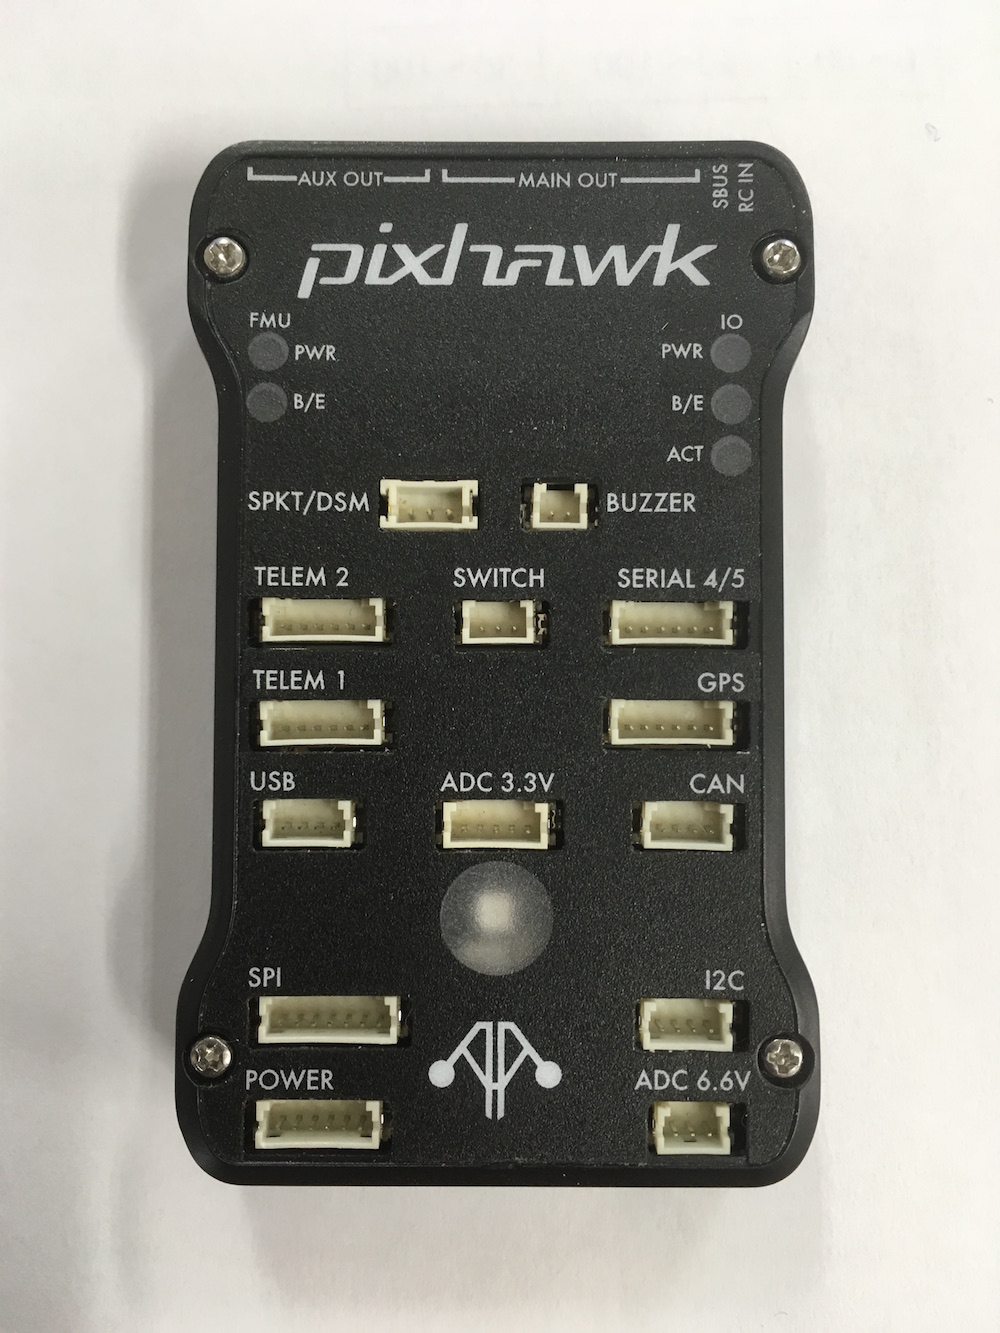 AUX OUT MAIN OUT
SBUS
RC IN
pixhawk
FMU IO
PWR PWR
B/E B/E
ACT
SPKT/DSM BUZZER
TELEM 2 SWITCH SERIAL 4/5
TELEM 1 GPS
USB ADC 3.3V CAN
SPI I2C
POWER ADC 6.6V